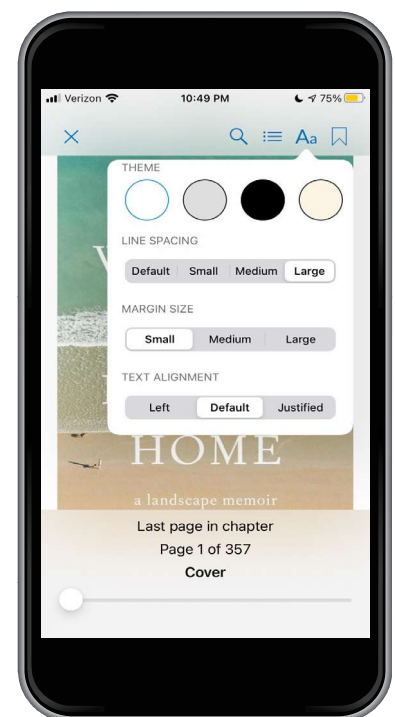 Verizon 10:49 PM 75%
Aa
THEME
LINE SPACING
Default Small Medium Large
MARGIN SIZE
Small Medium Large
TEXT ALIGNMENT
Left Default Justified
HOME
a landscape memoir
Last page in chapter
Page 1 of 357
Cover